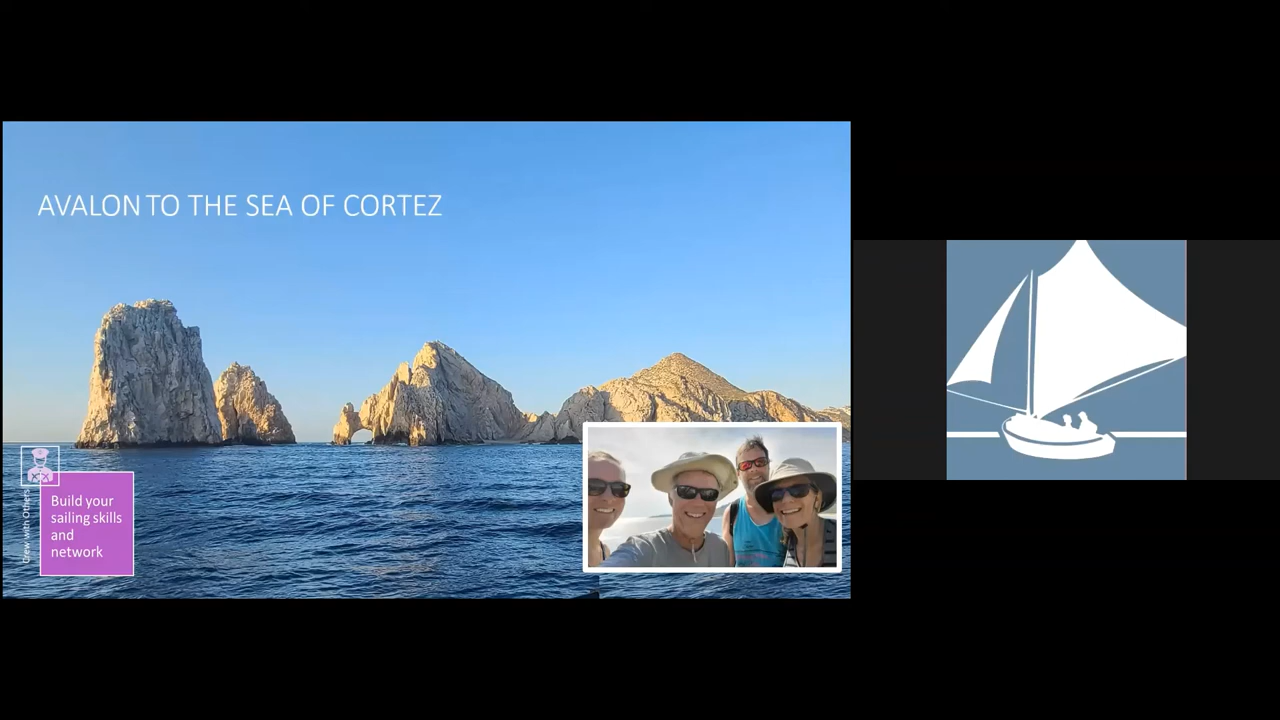 AVALON TO THE SEA OF CORTEZ
Crew with Others
Build your
sailing skills
and
network